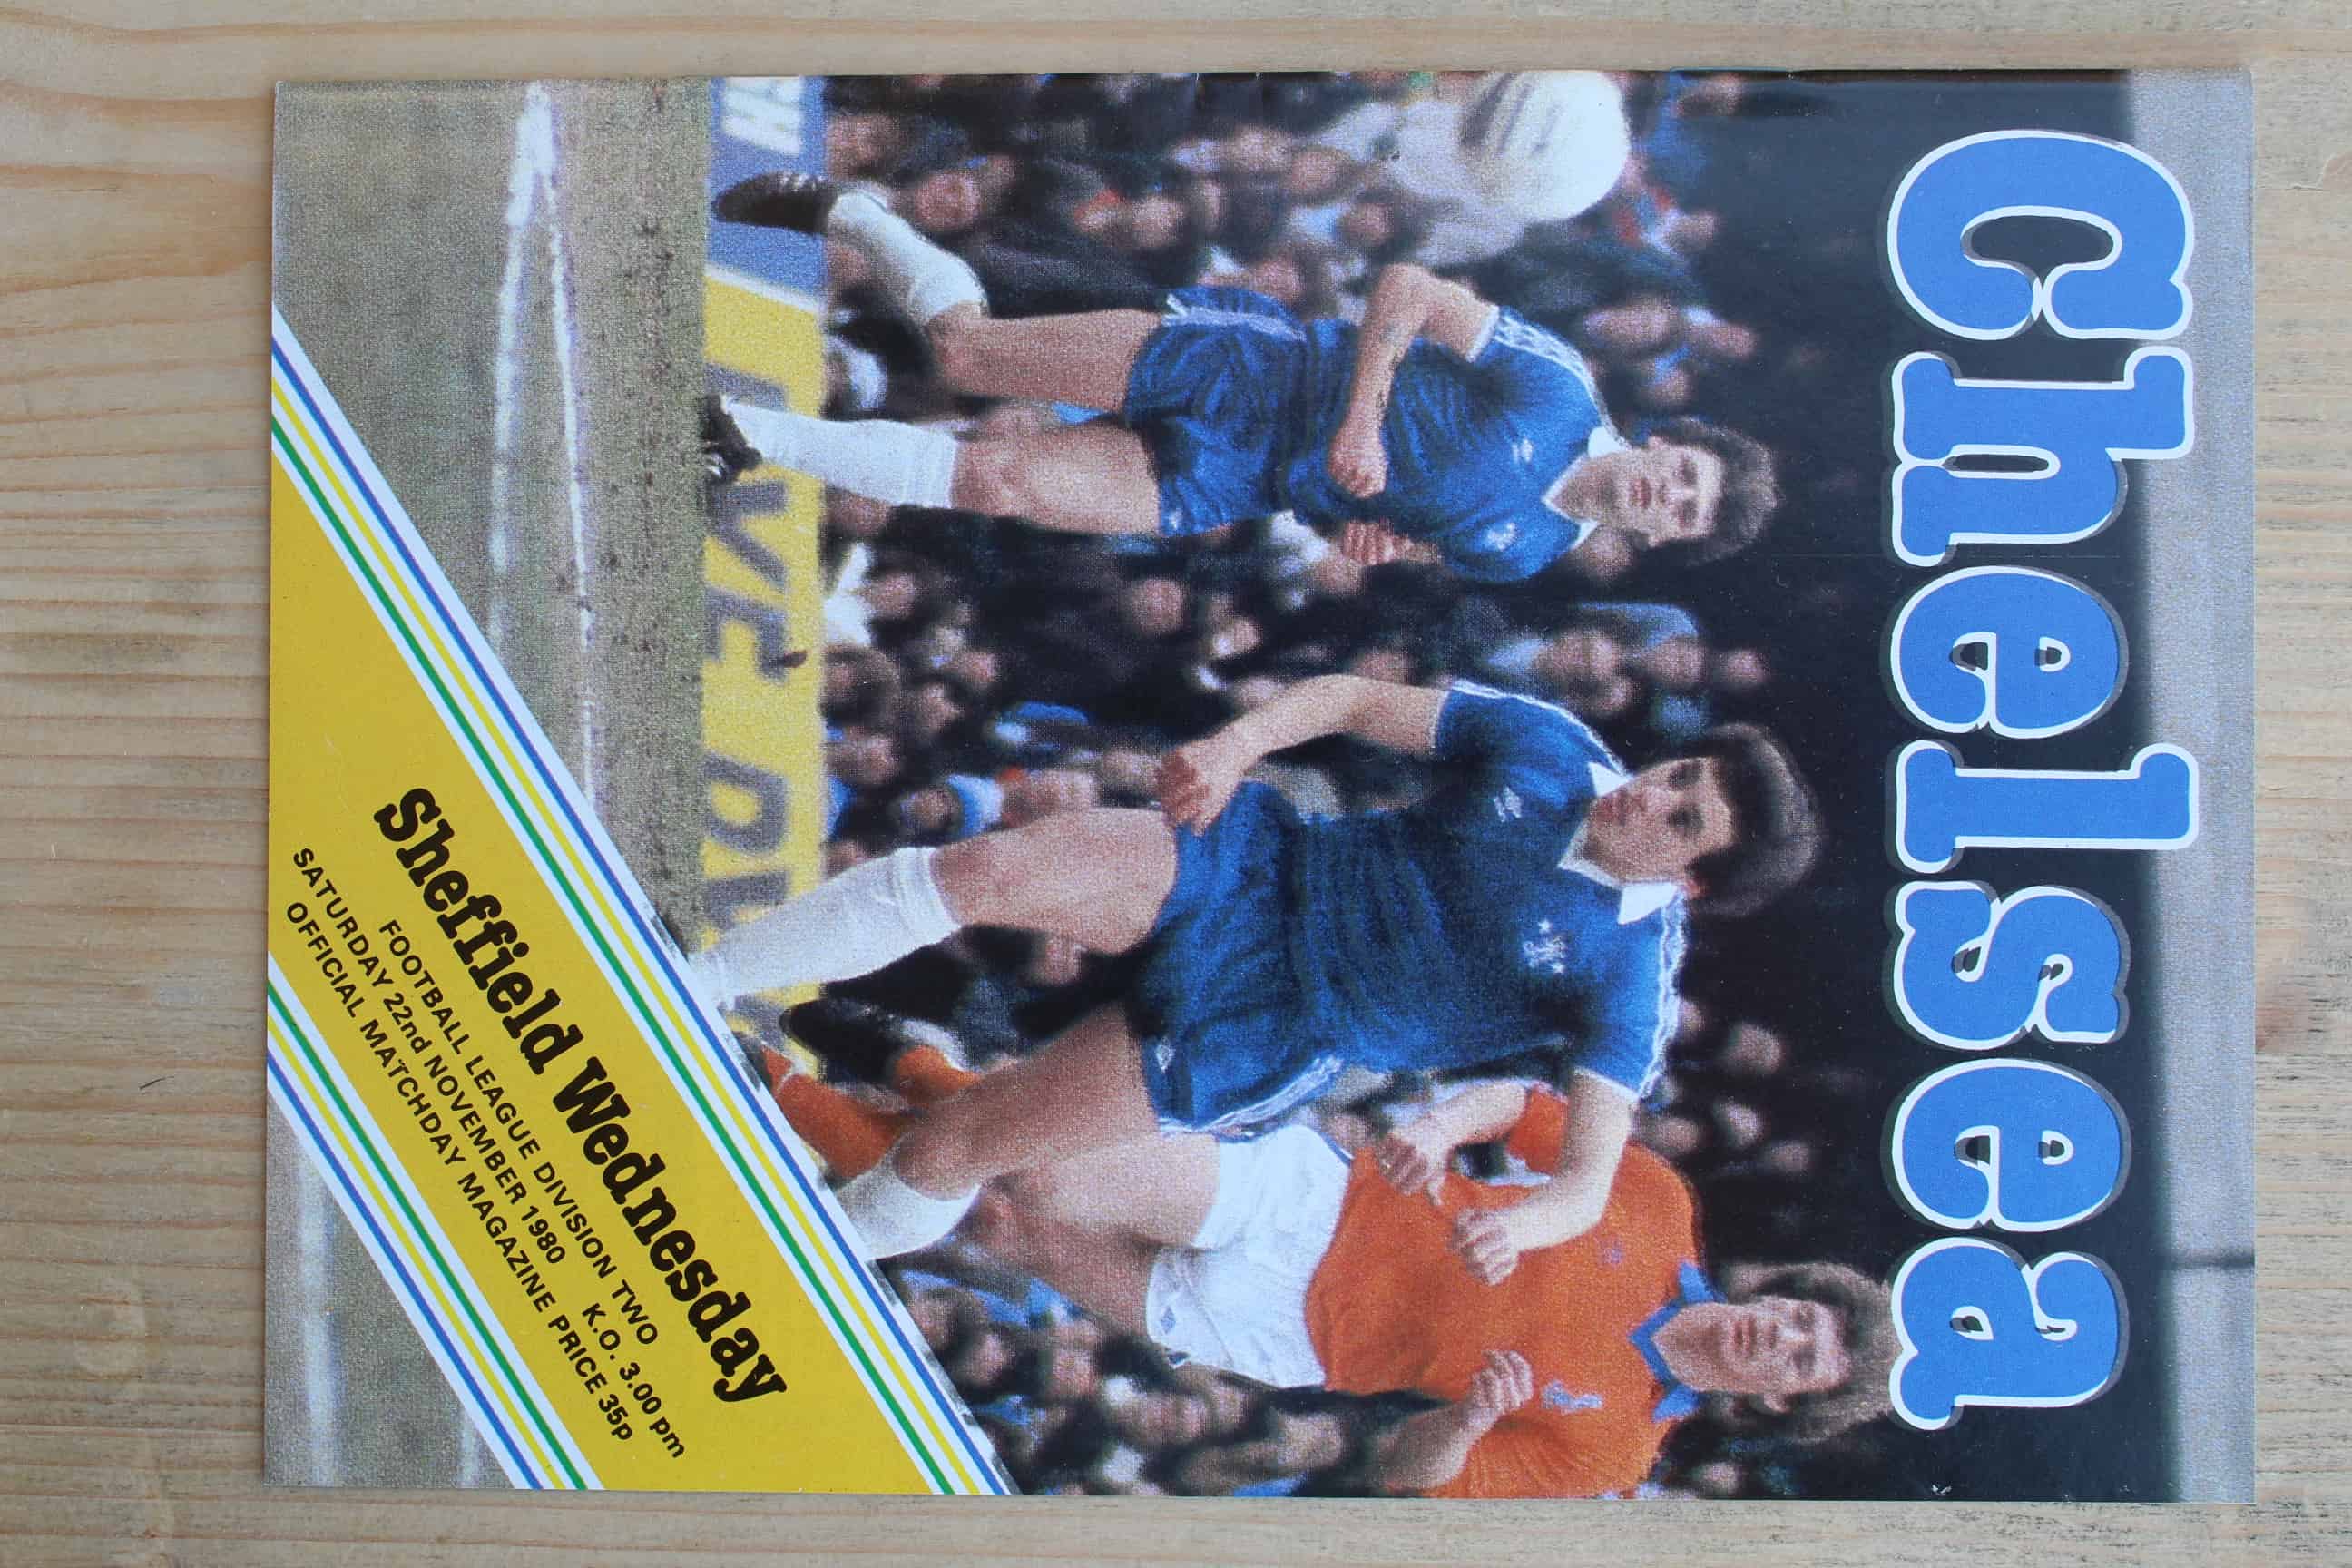 Chelsea
Sheffield Wednesday
FOOTBALL LEAGUE DIVISION TWO
SATURDAY 22nd NOVEMBER 1980 K.O. 3.00 pm
OFFICIAL MATCHDAY MAGAZINE PRICE 35p